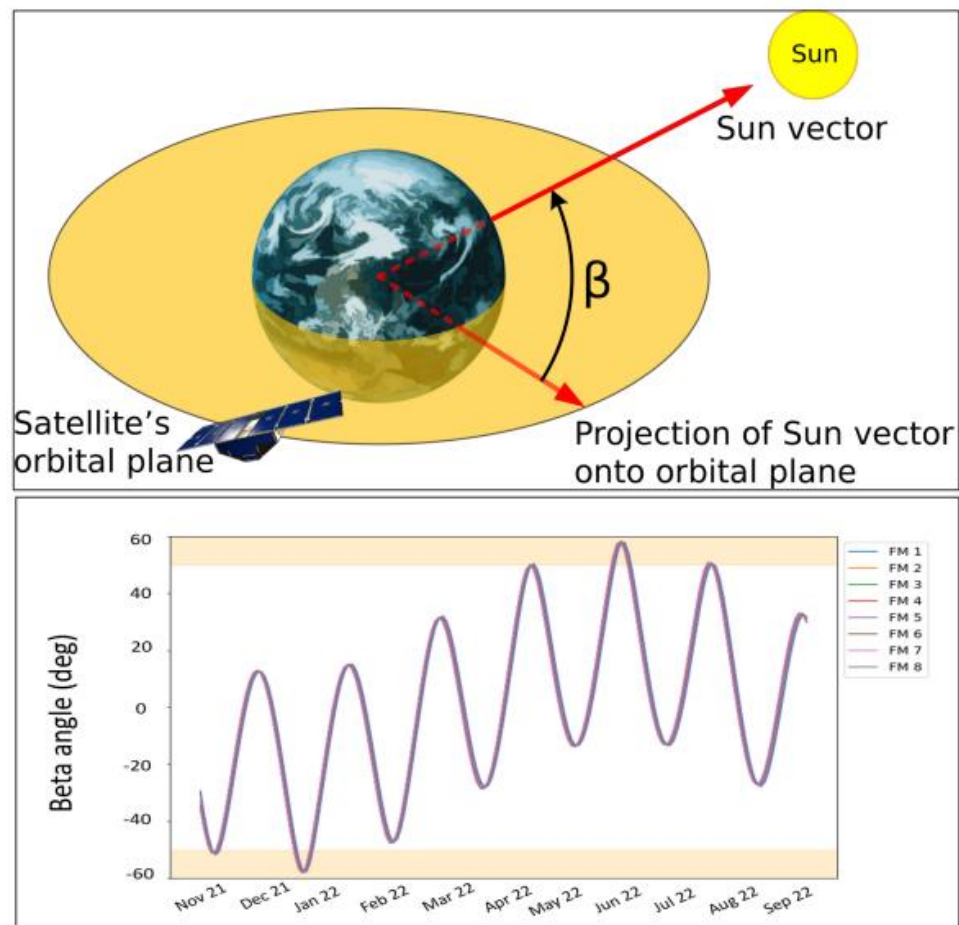 Sun
Sun vector
β
Satellite's
orbital plane
Projection of Sun vector
onto orbital plane
Beta angle (deg)
60
40
20
0
-20
-40
-60
Nov 21
Dec 21
Jan 22
Feb 22
Mar 22
Apr 22
May 22
Jun 22
Jul 22
Aug 22
Sep 22
FM 1
FM 2
FM 3
FM 4
FM 5
FM 6
FM 7
FM 8